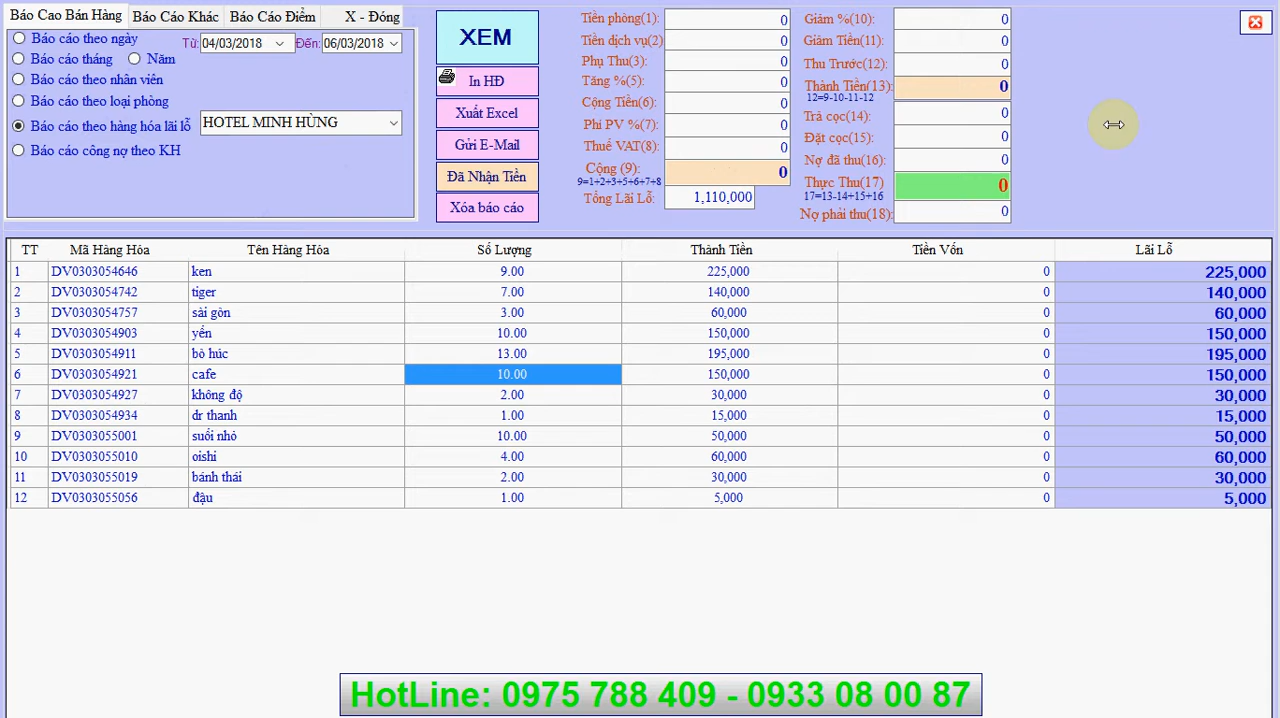 Báo Cao Bán Hàng Báo Cáo Khác Báo Cáo Điểm X - Đóng
Báo cáo theo ngày Từ: 04/03/2018 Đến: 06/03/2018
Báo cáo tháng Năm
Báo cáo theo nhân viên
Báo cáo theo loại phòng
Báo cáo theo hàng hóa lãi lỗ HOTEL MINH HÙNG
Báo cáo công nợ theo KH
XEM
In HĐ
Xuất Excel
Gửi E-Mail
Đã Nhận Tiền
Xóa báo cáo
Tiền phòng(1): 0
Tiền dịch vụ(2) 0
Phụ Thu(3): 0
Tăng %(5) 0
Cộng Tiền(6): 0
Phí PV %(7): 0
Thuế VAT(8): 0
Cộng (9): 0
9=1+2+3+5+6+7+8
Tổng Lãi Lỗ: 1,110,000
Giảm %(10): 0
Giảm Tiền(11): 0
Thu Trước(12): 0
Thành Tiền(13) 0
12=9-10-11-12
Trả cọc(14): 0
Đặt cọc(15): 0
Nợ đã thu(16): 0
Thực Thu(17) 0
17=13-14+15+16
Nợ phải thu(18): 0
TT Mã Hàng Hóa Tên Hàng Hóa Số Lượng Thành Tiền Tiền Vốn Lãi Lỗ
1 DV0303054646 ken 9.00 225,000 0 225,000
2 DV0303054742 tiger 7.00 140,000 0 140,000
3 DV0303054757 sài gòn 3.00 60,000 0 60,000
4 DV0303054903 yến 10.00 150,000 0 150,000
5 DV0303054911 bò húc 13.00 195,000 0 195,000
6 DV0303054921 cafe 10.00 150,000 0 150,000
7 DV0303054927 không độ 2.00 30,000 0 30,000
8 DV0303054934 dr thanh 1.00 15,000 0 15,000
9 DV0303055001 suối nhỏ 10.00 50,000 0 50,000
10 DV0303055010 oishi 4.00 60,000 0 60,000
11 DV0303055019 bánh thái 2.00 30,000 0 30,000
12 DV0303055056 đậu 1.00 5,000 0 5,000
HotLine: 0975 788 409 - 0933 08 00 87